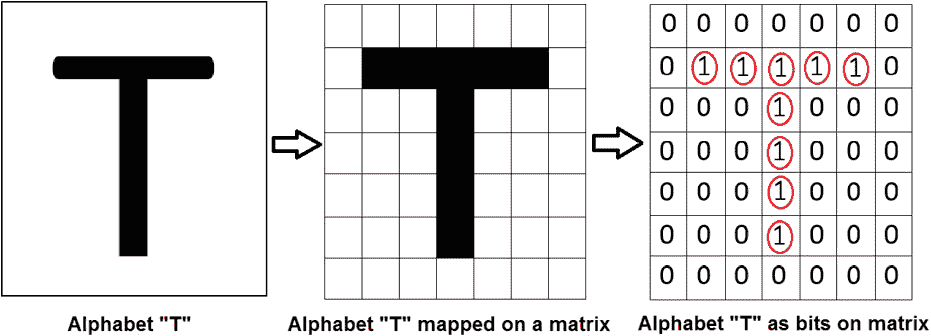 0 0 0 0 0 0 0
0 1 1 1 1 1 0
0 0 0 1 0 0 0
0 0 0 1 0 0 0
0 0 0 1 0 0 0
0 0 0 1 0 0 0
0 0 0 0 0 0 0
Alphabet "T"
Alphabet "T" mapped on a matrix
Alphabet "T" as bits on matrix